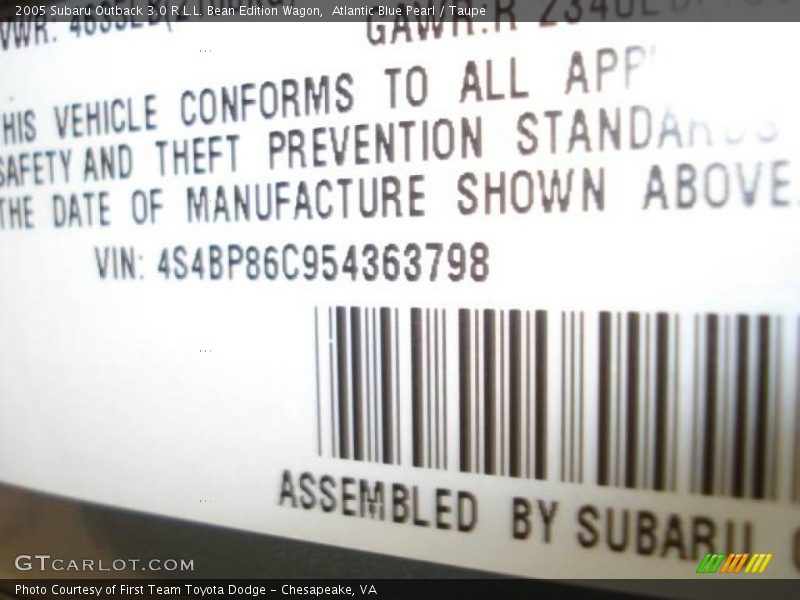 2005 Subaru Outback 3.0 R L.L. Bean Edition Wagon, Atlantic Blue Pearl / Taupe
GAWR:R
HIS VEHICLE CONFORMS TO ALL APP
SAFETY AND THEFT PREVENTION STANDARDS
THE DATE OF MANUFACTURE SHOWN ABOVE.
VIN: 4S4BP86C954363798
ASSEMBLED BY SUBARU
GTCARLOT.COM
Photo Courtesy of First Team Toyota Dodge - Chesapeake, VA